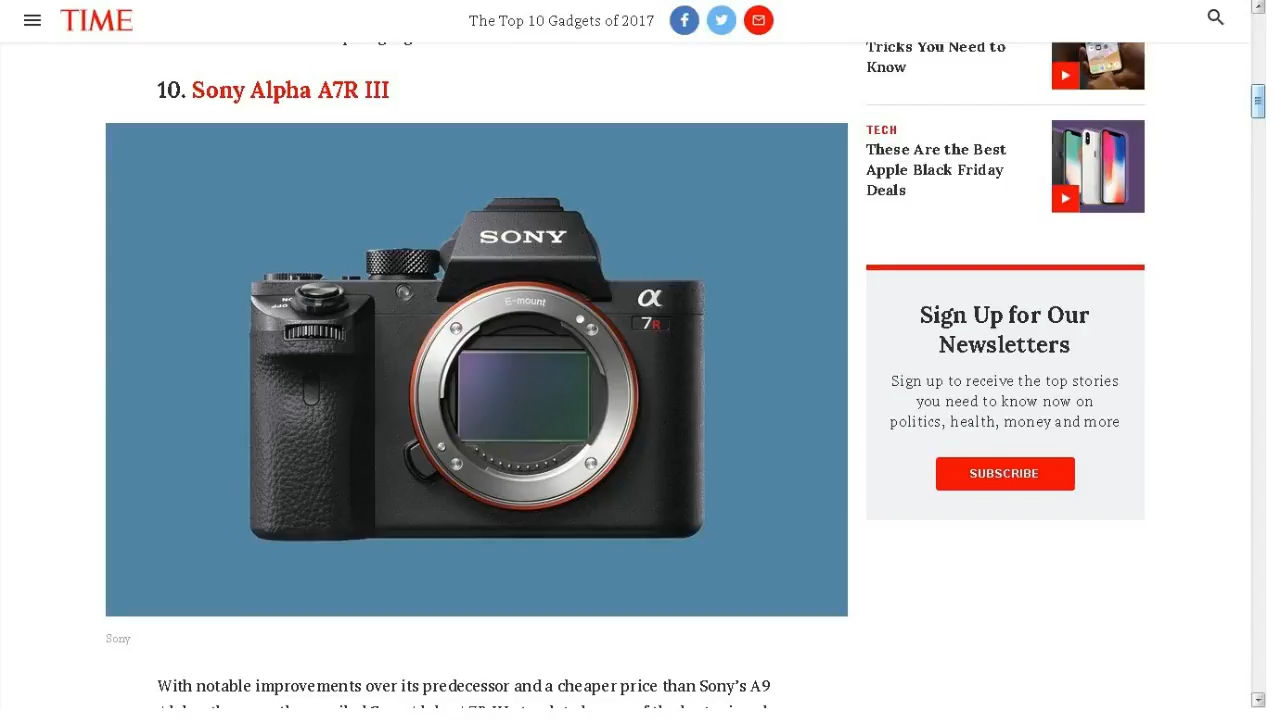 TIME
The Top 10 Gadgets of 2017
10. Sony Alpha A7R III
SONY
E-mount
α
7R
Sony
With notable improvements over its predecessor and a cheaper price than Sony's A9
Tricks You Need to
Know
TECH
These Are the Best
Apple Black Friday
Deals
Sign Up for Our
Newsletters
Sign up to receive the top stories
you need to know now on
politics, health, money and more
SUBSCRIBE